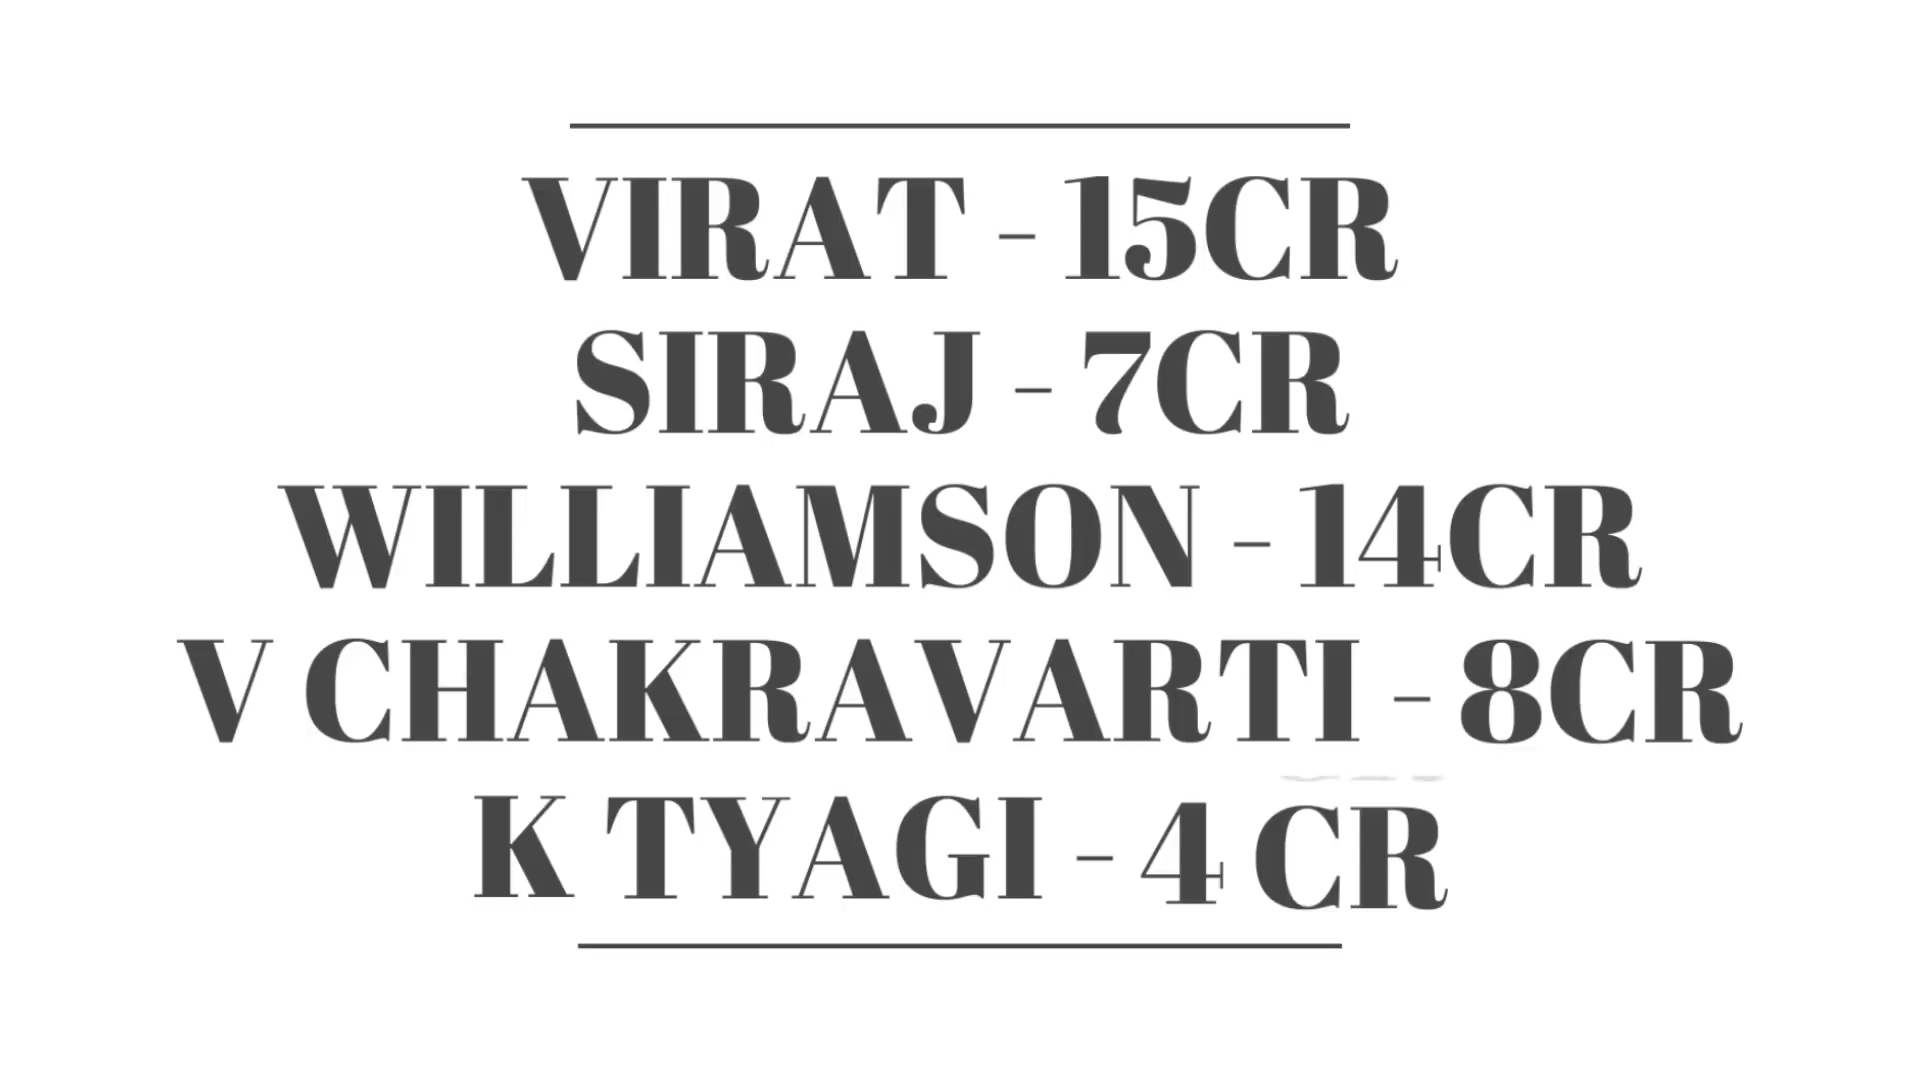 VIRAT - 15CR
SIRAJ - 7CR
WILLIAMSON - 14CR
V CHAKRAVARTI - 8CR
K TYAGI - 4 CR